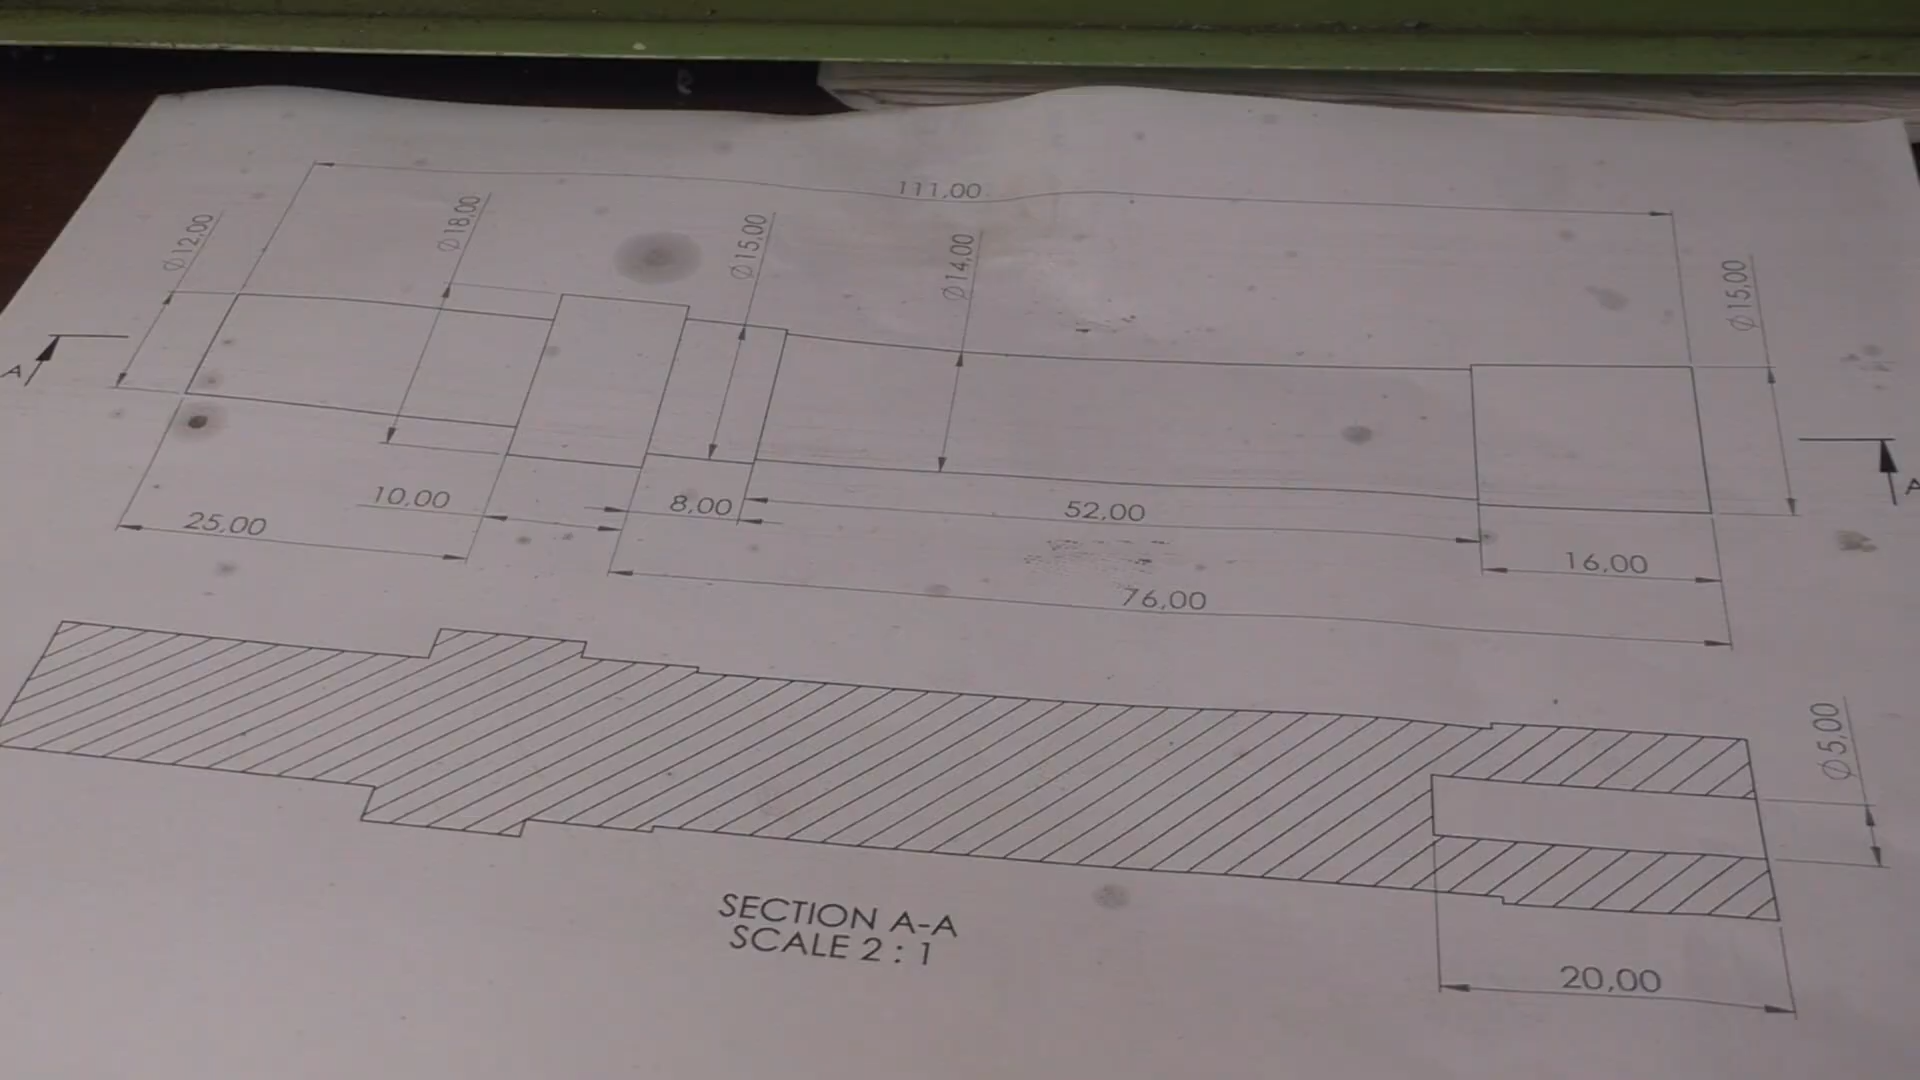 111,00
Ø12,00
Ø18,00
Ø15,00
Ø14,00
Ø15,00
A
A
10,00
8,00
52,00
25,00
16,00
76,00
Ø5,00
SECTION A-A
SCALE 2 : 1
20,00